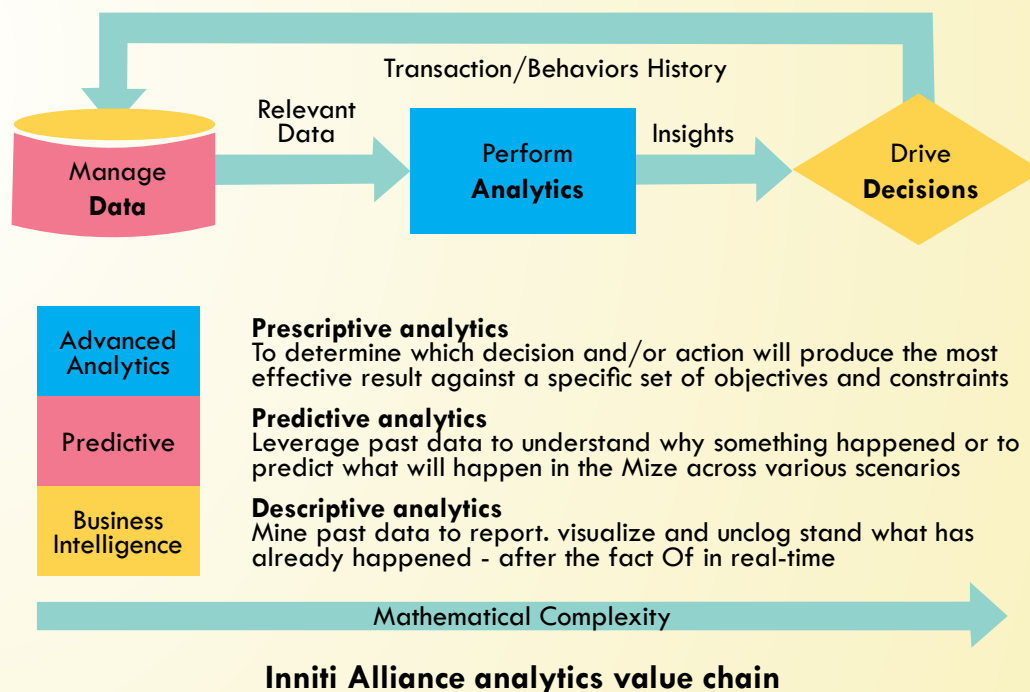 Transaction/Behaviors History
Relevant
Data
Insights
Manage
Data
Perform
Analytics
Drive
Decisions
Advanced
Analytics
Prescriptive analytics
To determine which decision and/or action will produce the most
effective result against a specific set of objectives and constraints
Predictive
Predictive analytics
Leverage past data to understand why something happened or to
predict what will happen in the Mize across various scenarios
Business
Intelligence
Descriptive analytics
Mine past data to report. visualize and unclog stand what has
already happened - after the fact Of in real-time
Mathematical Complexity
Inniti Alliance analytics value chain